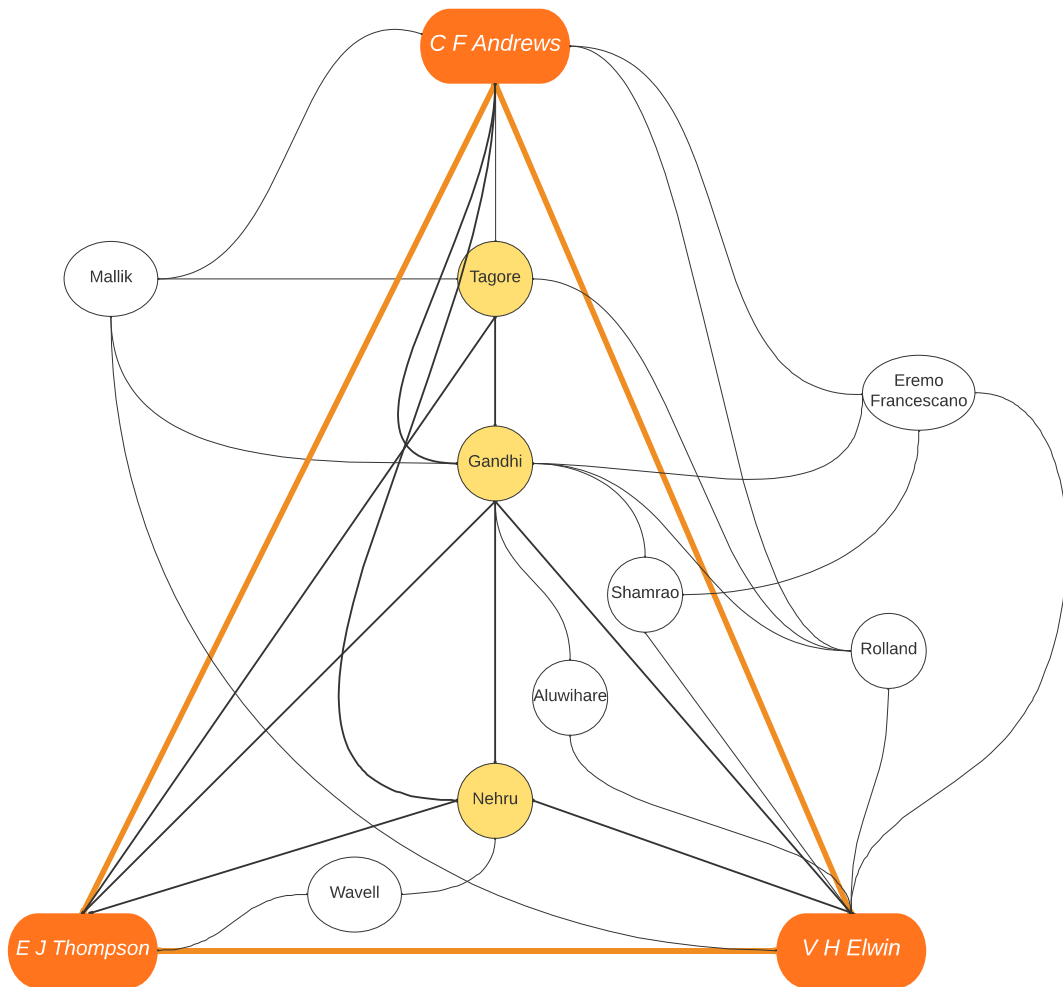 C F Andrews
Mallik
Tagore
Eremo
Francescano
Gandhi
Shamrao
Rolland
Aluwihare
Nehru
Wavell
E J Thompson
V H Elwin